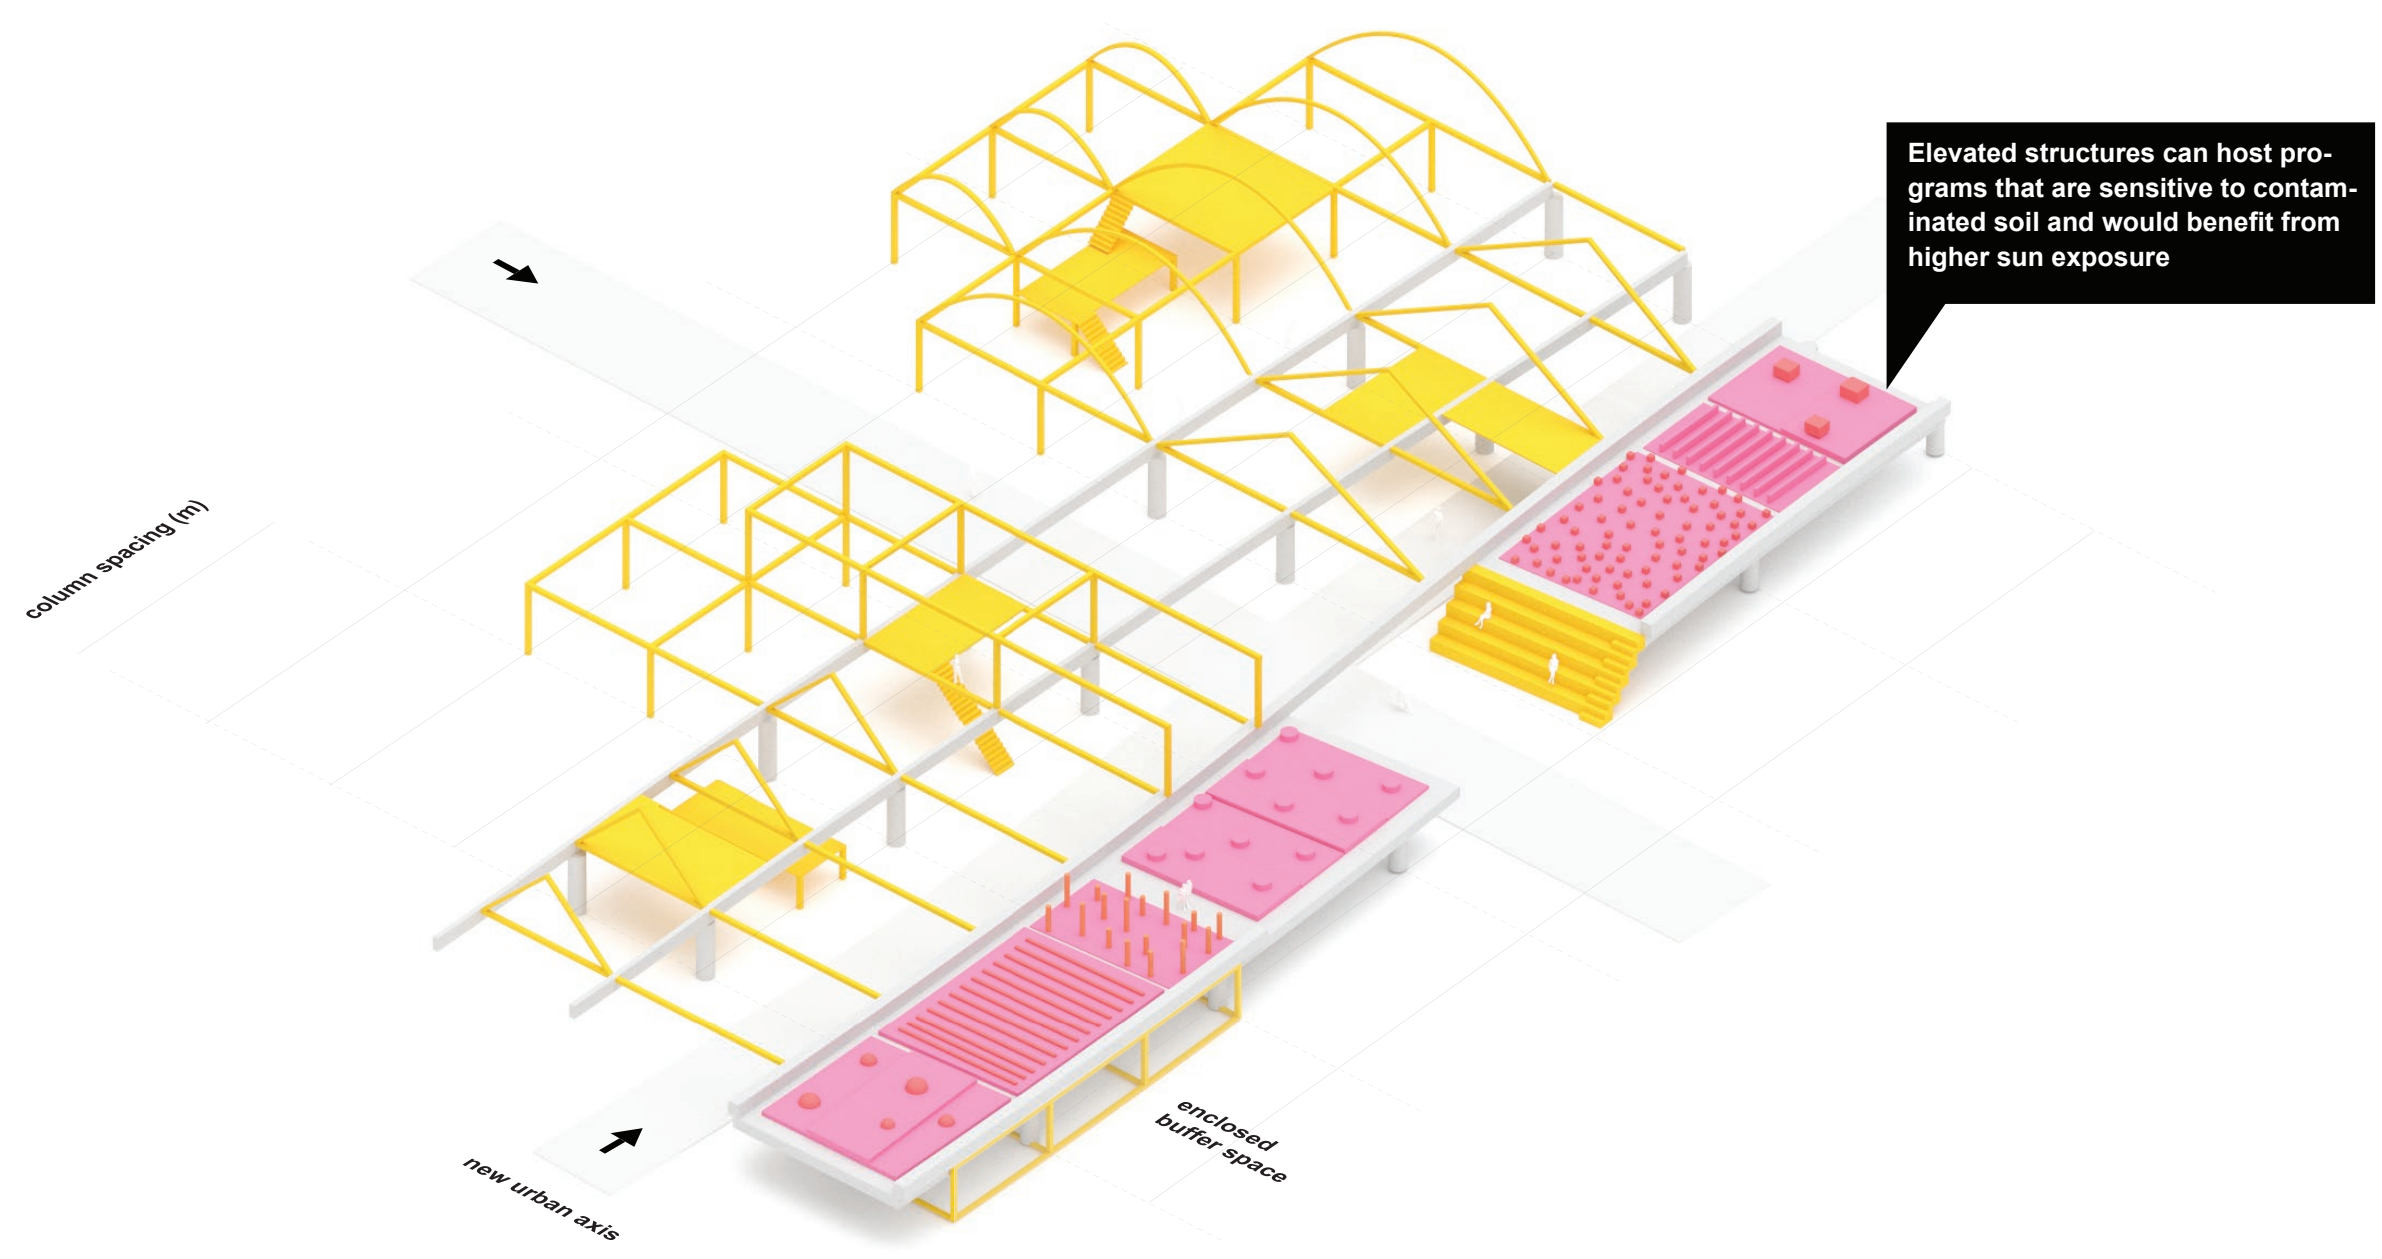 Elevated structures can host pro-
grams that are sensitive to contam-
inated soil and would benefit from
higher sun exposure
column spacing (m)
enclosed
buffer space
new urban axis